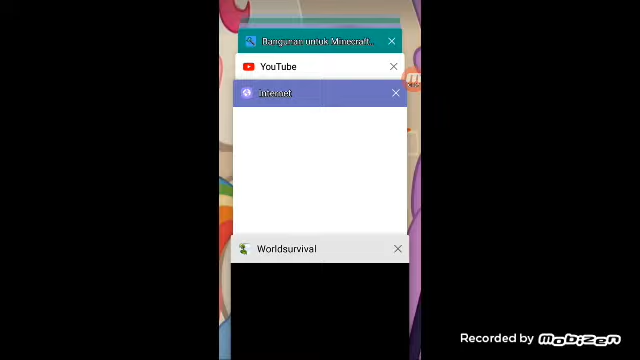 Bangunan untuk Minecraft..
YouTube
Internet
Worldsurvival
Recorded by mobizen